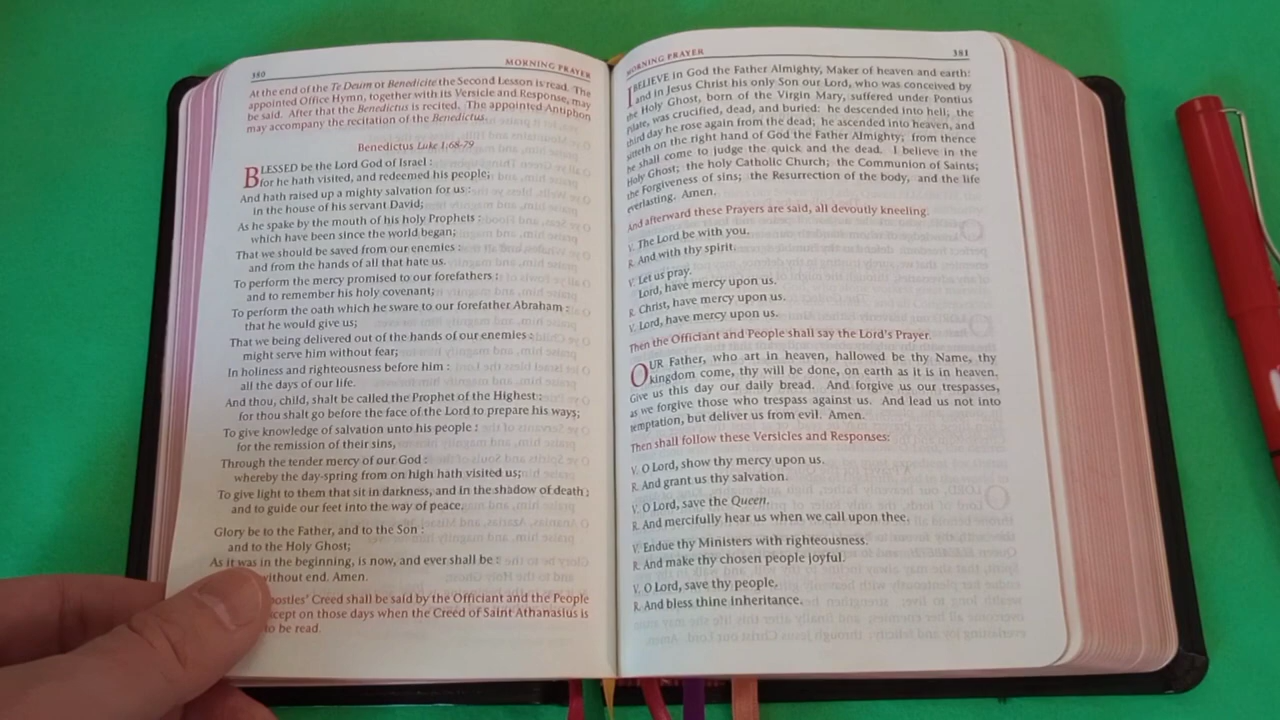 380
MORNING PRAYER
At the end of the Te Deum or Benedicite the Second Lesson is read. The
appointed Office Hymn, together with its Versicle and Response, may
be said. After that the Benedictus is recited. The appointed Antiphon
may accompany the recitation of the Benedictus.
Benedictus Luke 1:68-79
BLESSED be the Lord God of Israel :
for he hath visited, and redeemed his people;
And hath raised up a mighty salvation for us :
in the house of his servant David;
As he spake by the mouth of his holy Prophets :
which have been since the world began;
That we should be saved from our enemies :
and from the hands of all that hate us.
To perform the mercy promised to our forefathers :
and to remember his holy covenant;
To perform the oath which he sware to our forefather Abraham :
that he would give us;
That we being delivered out of the hands of our enemies :
might serve him without fear;
In holiness and righteousness before him :
all the days of our life.
And thou, child, shalt be called the Prophet of the Highest :
for thou shalt go before the face of the Lord to prepare his ways;
To give knowledge of salvation unto his people :
for the remission of their sins,
Through the tender mercy of our God :
whereby the day-spring from on high hath visited us;
To give light to them that sit in darkness, and in the shadow of death :
and to guide our feet into the way of peace.
Glory be to the Father, and to the Son :
and to the Holy Ghost;
As it was in the beginning, is now, and ever shall be :
without end. Amen.
Creed shall be said by the Officiant and the People
on those days when the Creed of Saint Athanasius is
to be read.
MORNING PRAYER
381
I BELIEVE in God the Father Almighty, Maker of heaven and earth:
and in Jesus Christ his only Son our Lord, who was conceived by
the Holy Ghost, born of the Virgin Mary, suffered under Pontius
Pilate, was crucified, dead, and buried: he descended into hell; the
third day he rose again from the dead; he ascended into heaven, and
sitteth on the right hand of God the Father Almighty; from thence
he shall come to judge the quick and the dead. I believe in the
Holy Ghost; the holy Catholic Church; the Communion of Saints;
the Forgiveness of sins; the Resurrection of the body, and the life
everlasting. Amen.
And afterward these Prayers are said, all devoutly kneeling.
V. The Lord be with you.
R. And with thy spirit.
V. Let us pray.
Lord, have mercy upon us.
R. Christ, have mercy upon us.
V. Lord, have mercy upon us.
Then the Officiant and People shall say the Lord's Prayer.
OUR Father, who art in heaven, hallowed be thy Name, thy
kingdom come, thy will be done, on earth as it is in heaven.
Give us this day our daily bread. And forgive us our trespasses,
as we forgive those who trespass against us. And lead us not into
temptation, but deliver us from evil. Amen.
Then shall follow these Versicles and Responses:
V. O Lord, show thy mercy upon us.
R. And grant us thy salvation.
V. O Lord, save the Queen.
R. And mercifully hear us when we call upon thee.
V. Endue thy Ministers with righteousness.
R. And make thy chosen people joyful.
V. O Lord, save thy people.
R. And bless thine inheritance.